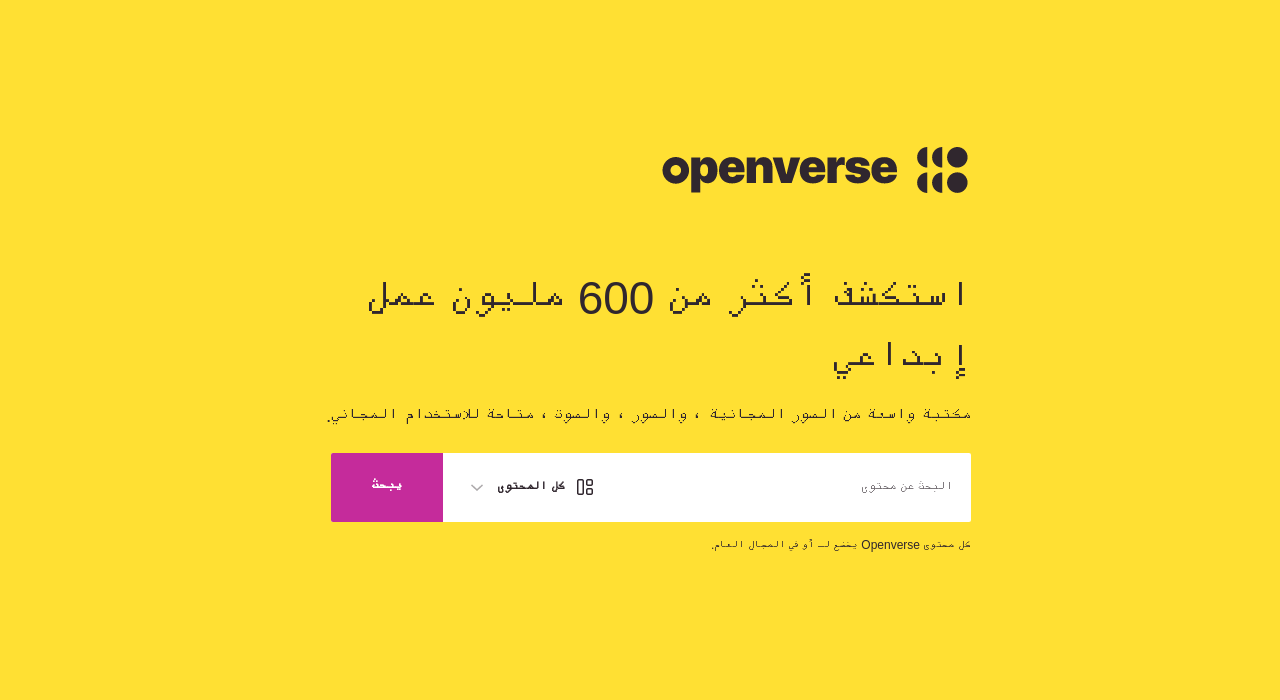 openverse
استكشف أكثر من 600 مليون عمل
إبداعي
مكتبة واسعة من الصور المجانية ، والصور ، والصوت ، متاحة للاستخدام المجاني.
البحث عن محتوى
كل المحتوى
يبحث
كل محتوى Openverse يخضع لـ أو في المجال العام.